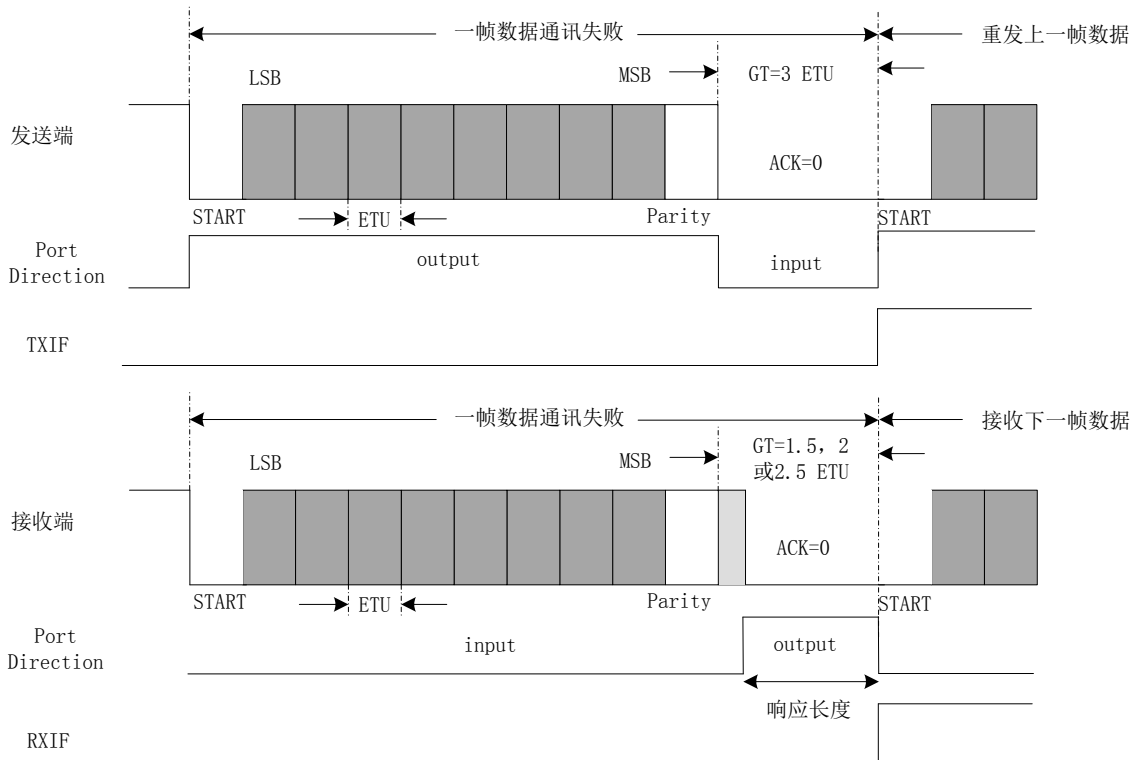 一帧数据通讯失败
重发上一帧数据
LSB
MSB
GT=3 ETU
发送端
ACK=0
START
ETU
Parity
START
Port
Direction
output
input
TXIF
一帧数据通讯失败
接收下一帧数据
LSB
MSB
GT=1.5, 2
或2.5 ETU
接收端
ACK=0
START
ETU
Parity
START
Port
Direction
input
output
响应长度
RXIF